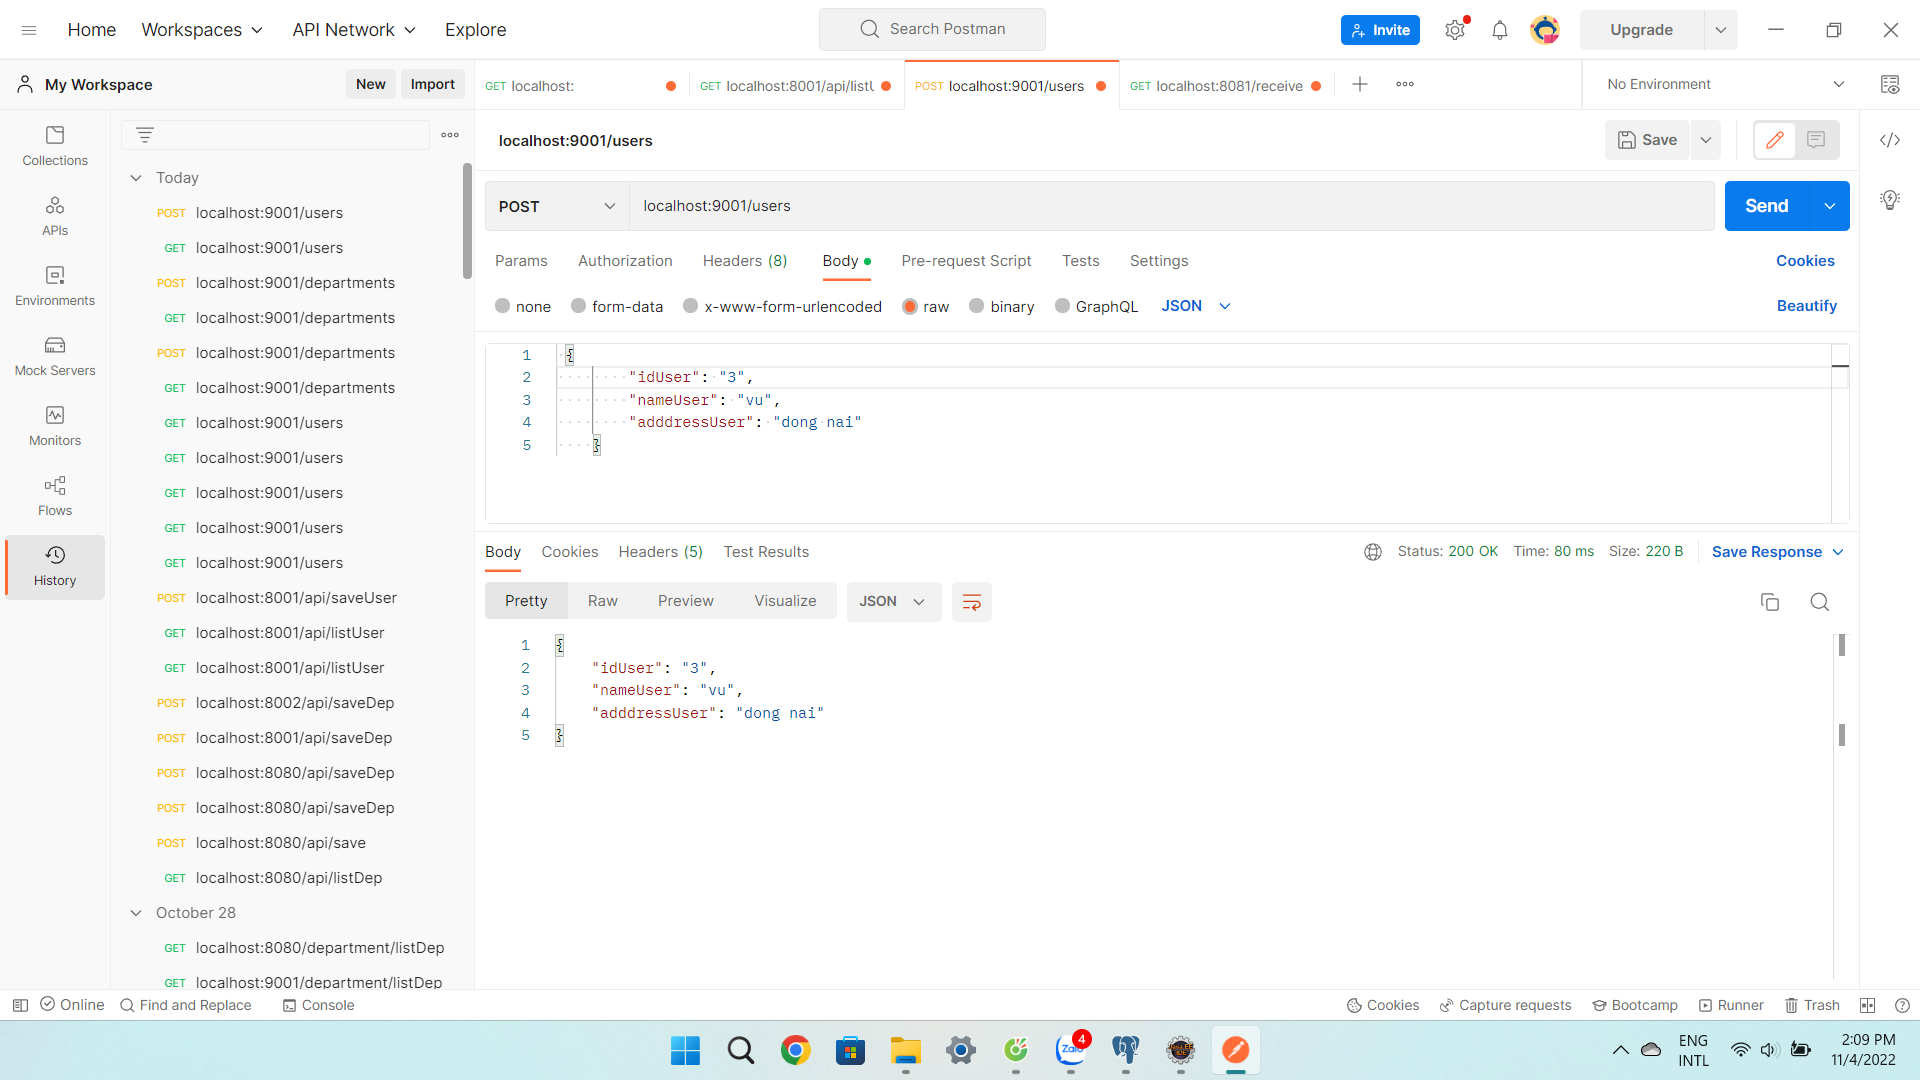 Home Workspaces API Network Explore Search Postman Invite Upgrade
My Workspace New Import GET localhost: GET localhost:8001/api/listU POST localhost:9001/users GET localhost:8081/receive No Environment
Collections
APIs
Environments
Mock Servers
Monitors
Flows
History
Today
POST localhost:9001/users
GET localhost:9001/users
POST localhost:9001/departments
GET localhost:9001/departments
POST localhost:9001/departments
GET localhost:9001/departments
GET localhost:9001/users
GET localhost:9001/users
GET localhost:9001/users
GET localhost:9001/users
GET localhost:9001/users
POST localhost:8001/api/saveUser
GET localhost:8001/api/listUser
GET localhost:8001/api/listUser
POST localhost:8002/api/saveDep
POST localhost:8001/api/saveDep
POST localhost:8080/api/saveDep
POST localhost:8080/api/saveDep
POST localhost:8080/api/save
GET localhost:8080/api/listDep
October 28
GET localhost:8080/department/listDep
GET localhost:9001/department/listDep
localhost:9001/users Save
POST localhost:9001/users Send
Params Authorization Headers (8) Body Pre-request Script Tests Settings Cookies
none form-data x-www-form-urlencoded raw binary GraphQL JSON Beautify
1 {
2 "idUser": "3",
3 "nameUser": "vu",
4 "adddressUser": "dong nai"
5 }
Body Cookies Headers (5) Test Results Status: 200 OK Time: 80 ms Size: 220 B Save Response
Pretty Raw Preview Visualize JSON
1 {
2 "idUser": "3",
3 "nameUser": "vu",
4 "adddressUser": "dong nai"
5 }
Online Find and Replace Console Cookies Capture requests Bootcamp Runner Trash
Zalo 4
ENG
INTL
2:09 PM
11/4/2022